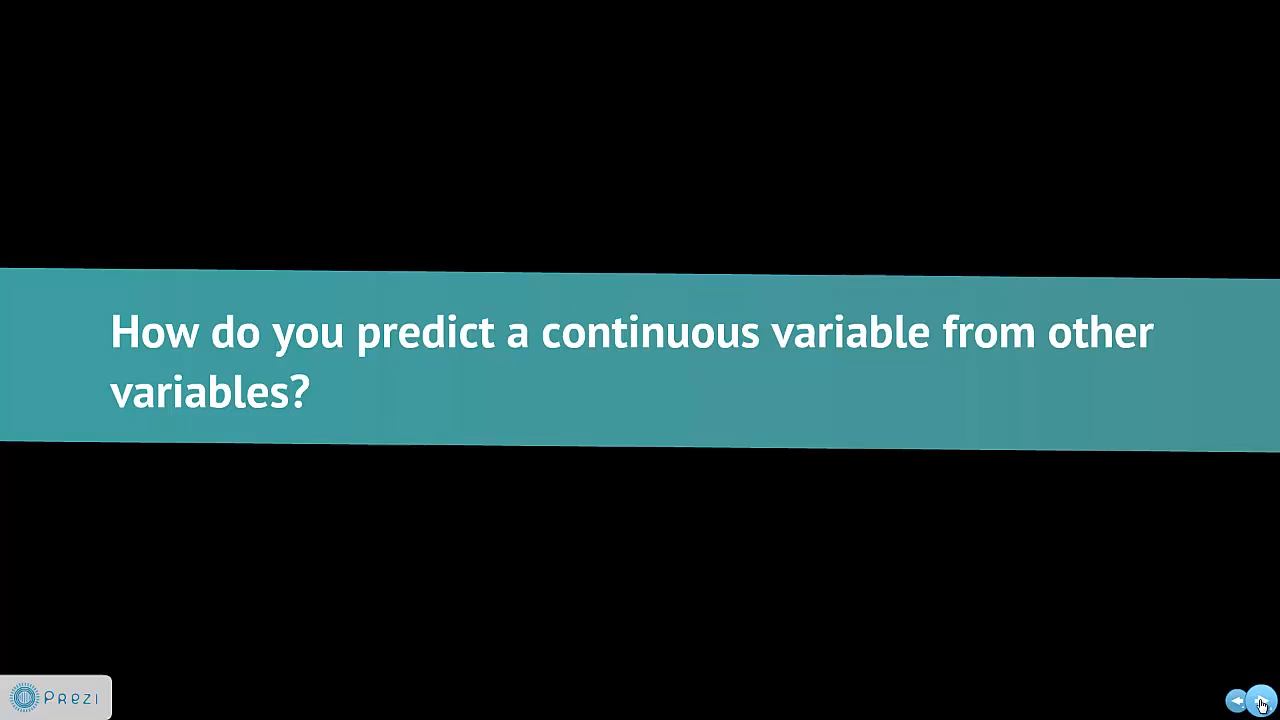 How do you predict a continuous variable from other
variables?
Prezi